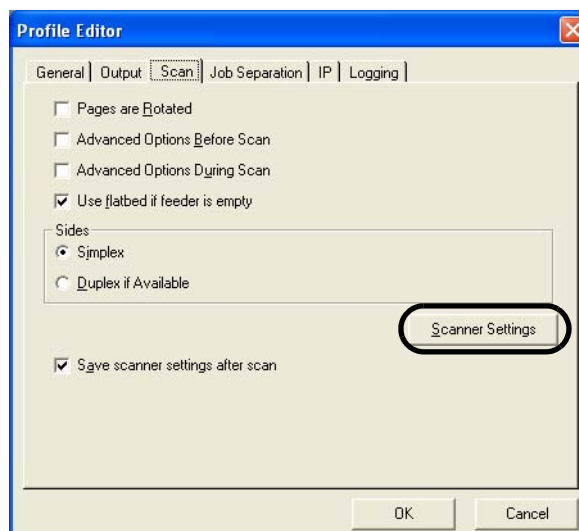 Profile Editor
General Output Scan Job Separation IP Logging
Pages are Rotated
Advanced Options Before Scan
Advanced Options During Scan
Use flatbed if feeder is empty
Sides
Simplex
Duplex if Available
Scanner Settings
Save scanner settings after scan
OK Cancel